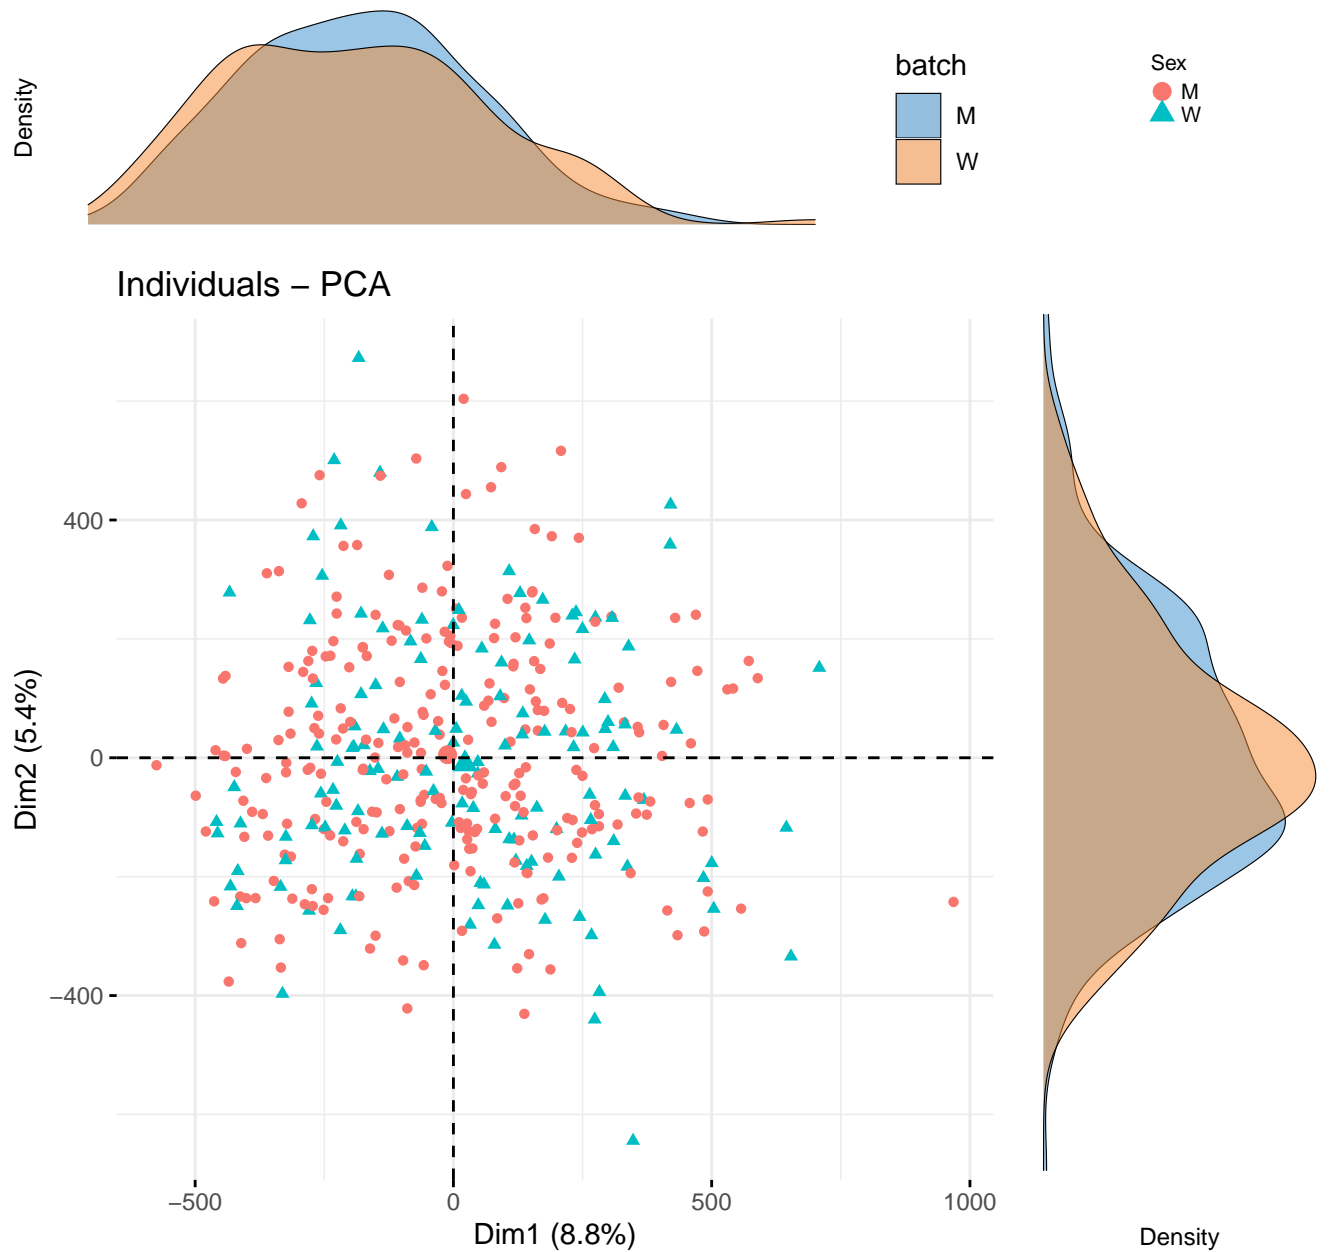 Density
batch
M
W
Sex
M
W
Individuals – PCA
400
0
−400
Dim2 (5.4%)
−500
0
500
1000
Dim1 (8.8%)
Density